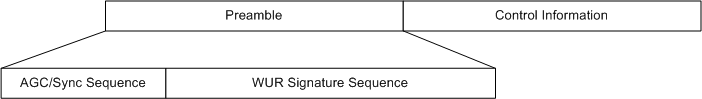 Preamble
Control Information
AGC/Sync Sequence
WUR Signature Sequence